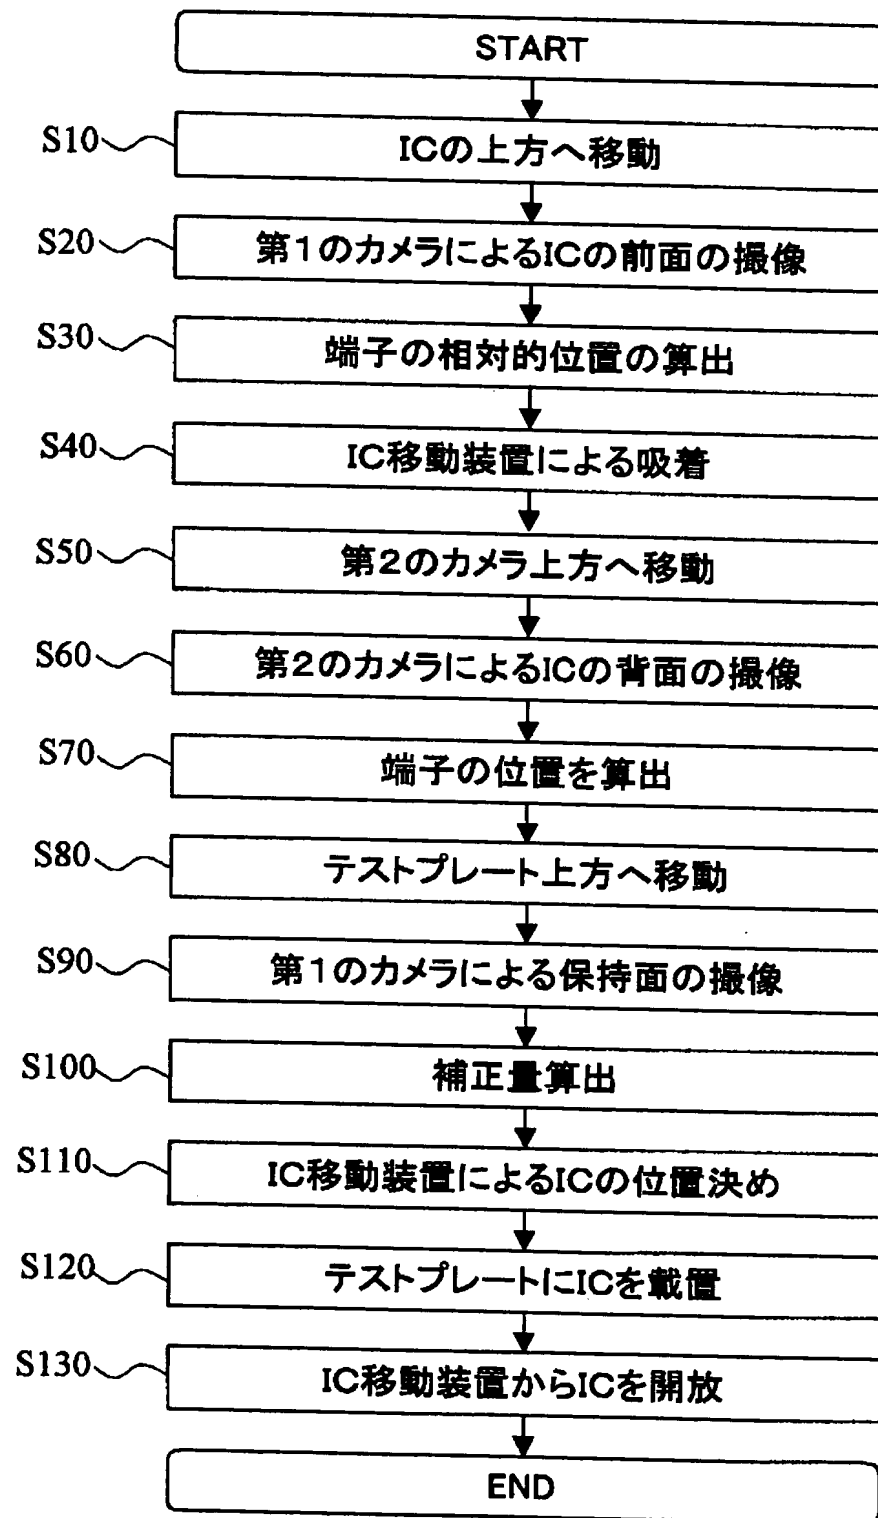 START
S10 ICの上方へ移動
S20 第1のカメラによるICの前面の撮像
S30 端子の相対的位置の算出
S40 IC移動装置による吸着
S50 第2のカメラ上方へ移動
S60 第2のカメラによるICの背面の撮像
S70 端子の位置を算出
S80 テストプレート上方へ移動
S90 第1のカメラによる保持面の撮像
S100 補正量算出
S110 IC移動装置によるICの位置決め
S120 テストプレートにICを載置
S130 IC移動装置からICを開放
END